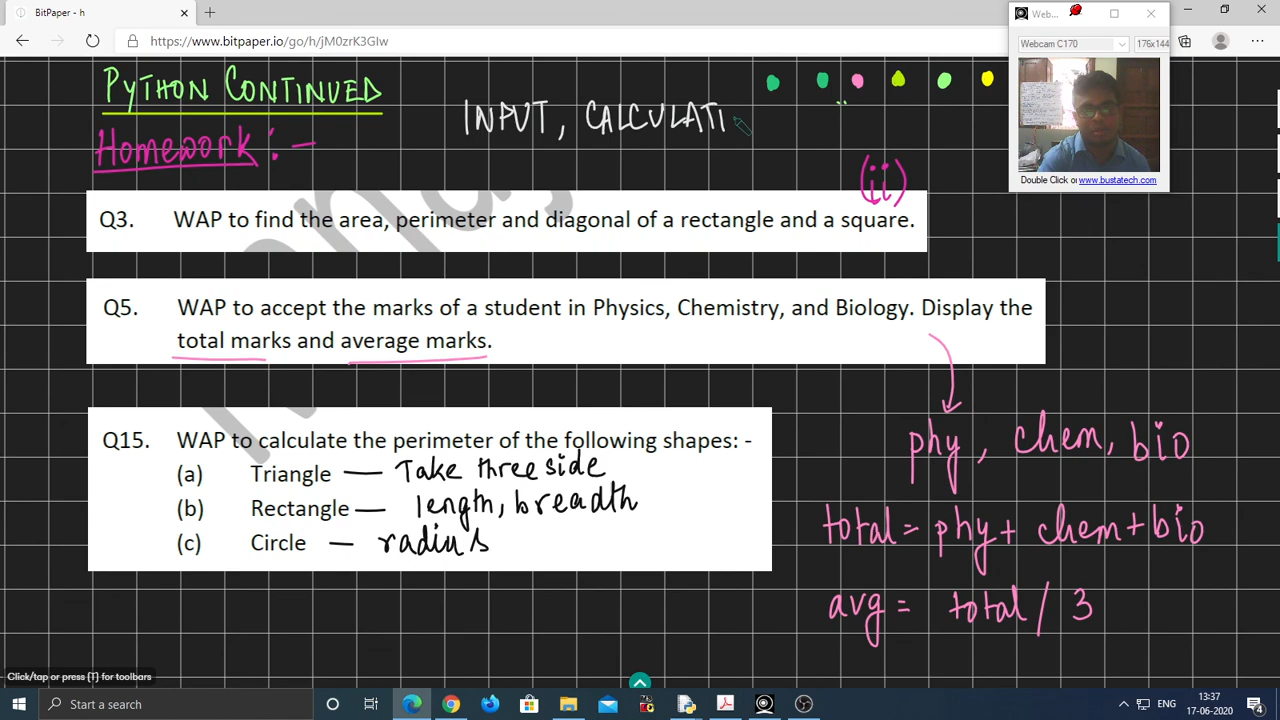 BitPaper - h
https://www.bitpaper.io/go/h/jM0zrK3GIw
Web...
Webcam C170
176x144
Double Click on www.bustatech.com
PYTHON CONTINUED
INPUT, CALCULATI
Homework :-
(ii)
Q3. WAP to find the area, perimeter and diagonal of a rectangle and a square.
Q5. WAP to accept the marks of a student in Physics, Chemistry, and Biology. Display the
total marks and average marks.
phy, chem, bio
total = phy + chem + bio
avg = total / 3
Q15. WAP to calculate the perimeter of the following shapes: -
(a) Triangle — Take three side
(b) Rectangle — length, breadth
(c) Circle — radius
Click/tap or press (T) for toolbars
Start a search
ENG
13:37
17-06-2020
4